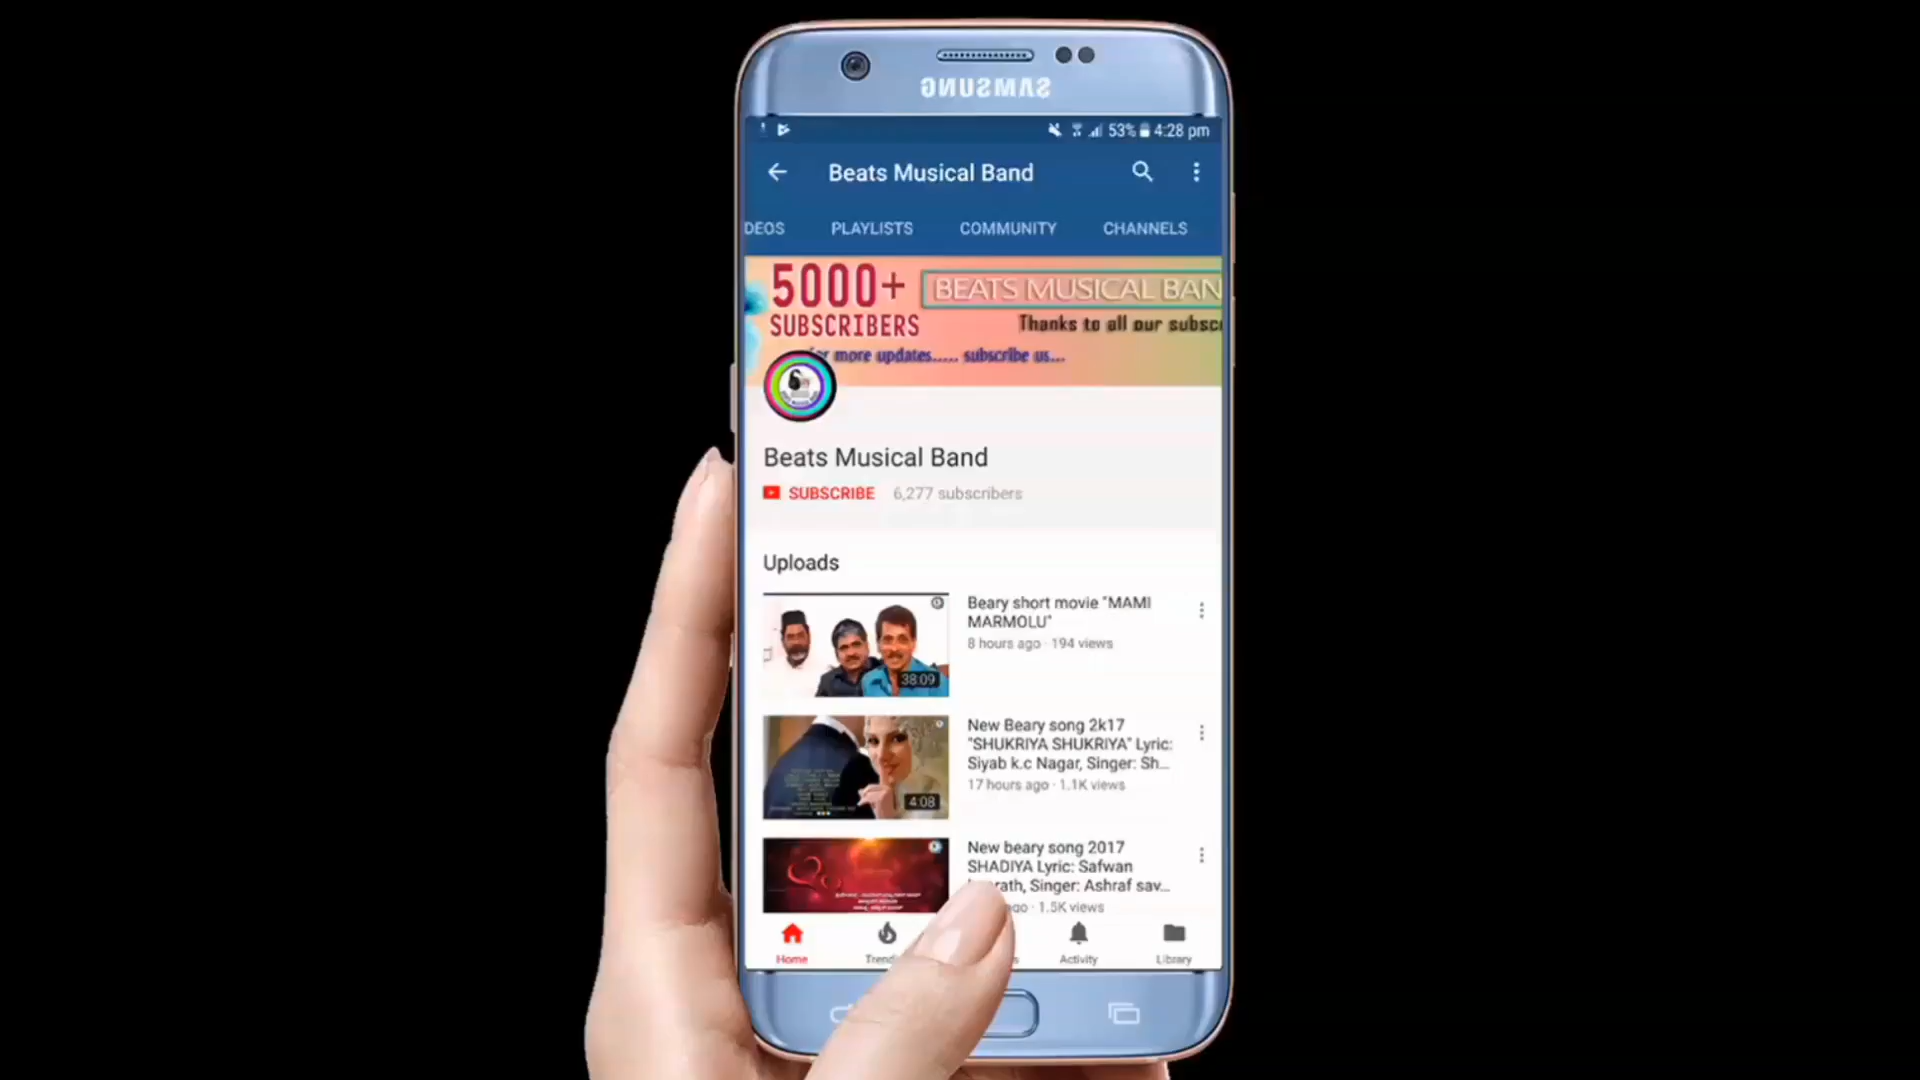 SAMSUNG
53% 4:28 pm
Beats Musical Band
DEOS PLAYLISTS COMMUNITY CHANNELS
5000+
SUBSCRIBERS
BEATS MUSICAL BAN
Thanks to all our subsc
for more updates..... subscribe us...
Beats Musical Band
SUBSCRIBE 6,277 subscribers
Uploads
Beary short movie "MAMI
MARMOLU"
8 hours ago · 194 views
38:09
New Beary song 2k17
"SHUKRIYA SHUKRIYA" Lyric:
Siyab k.c Nagar, Singer: Sh...
17 hours ago · 1.1K views
4:08
New beary song 2017
SHADIYA Lyric: Safwan
rath, Singer: Ashraf sav...
ago · 1.5K views
Home Trendi s Activity Library